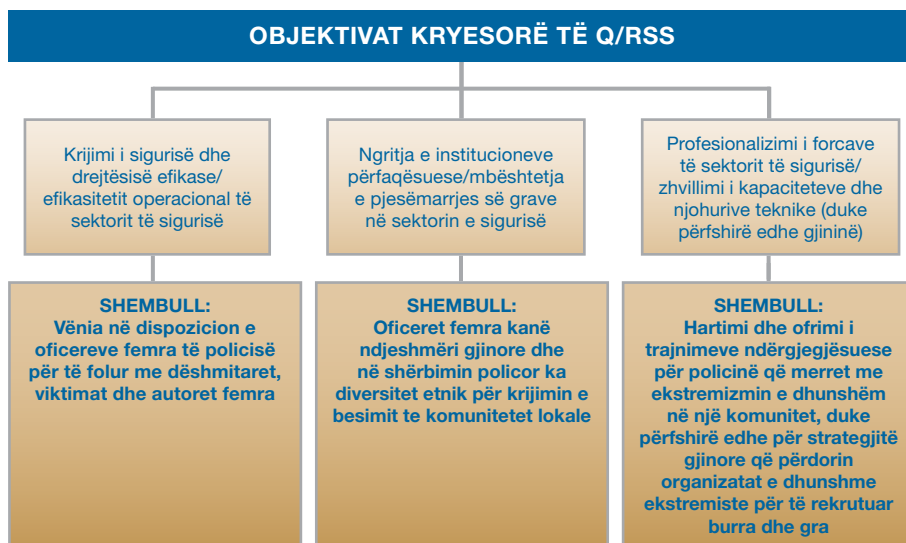 OBJEKTIVAT KRYESORË TË Q/RSS
Krijimi i sigurisë dhe
drejtësisë efikase/
efikasitetit operacional të
sektorit të sigurisë
Ngritja e institucioneve
përfaqësuese/mbështetja
e pjesëmarrjes së grave
në sektorin e sigurisë
Profesionalizimi i forcave
të sektorit të sigurisë/
zhvillimi i kapaciteteve dhe
njohurive teknike (duke
përfshirë edhe gjininë)
SHEMBULL:
Vënia në dispozicion e
oficereve femra të policisë
për të folur me dëshmitaret,
viktimat dhe autoret femra
SHEMBULL:
Oficeret femra kanë
ndjeshmëri gjinore dhe
në shërbimin policor ka
diversitet etnik për krijimin e
besimit te komunitetet lokale
SHEMBULL:
Hartimi dhe ofrimi i
trajnimeve ndërgjegjësuese
për policinë që merret me
ekstremizmin e dhunshëm
në një komunitet, duke
përfshirë edhe për strategjitë
gjinore që përdorin
organizatat e dhunshme
ekstremiste për të rekrutuar
burra dhe gra